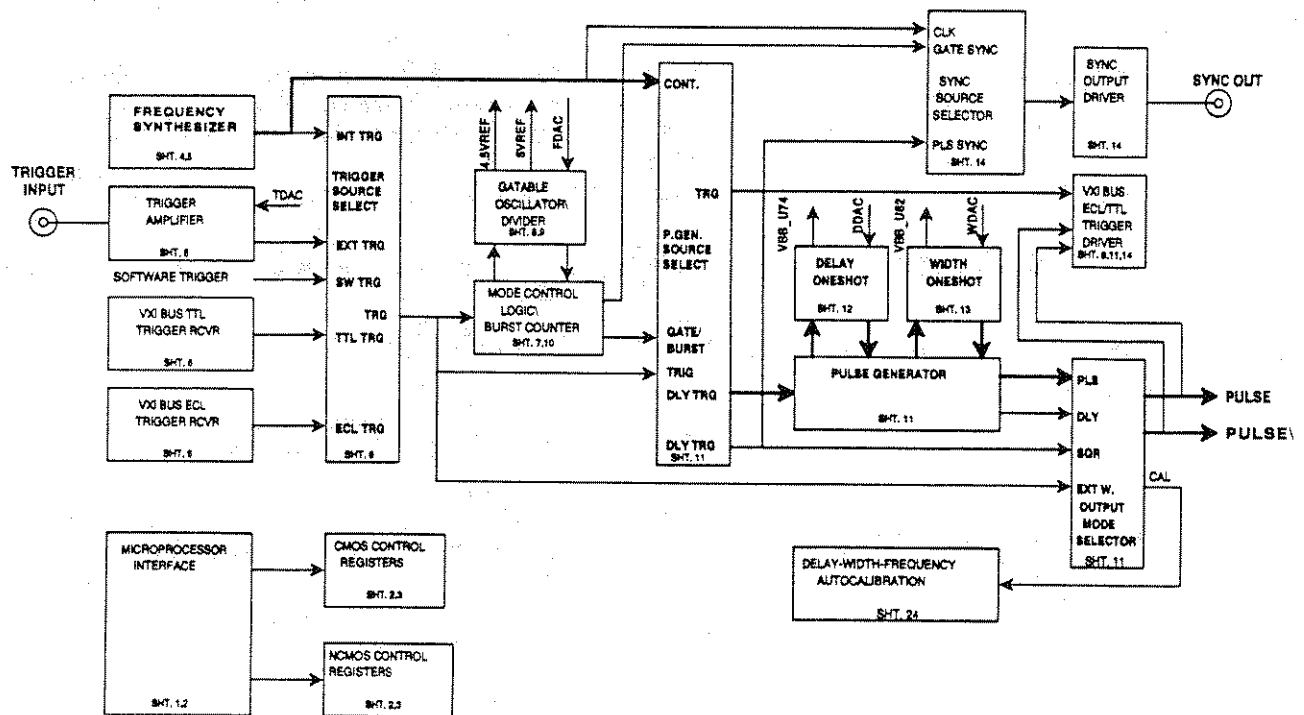 CLK
GATE SYNC
SYNC
SOURCE
SELECTOR
PLS SYNC
SHT. 14
SYNC
OUTPUT
DRIVER
SHT. 14
SYNC OUT
FREQUENCY
SYNTHESIZER
SHT. 4,5
TRIGGER
INPUT
TRIGGER
AMPLIFIER
SHT. 6
TDAC
SOFTWARE TRIGGER
VXI BUS TTL
TRIGGER RCVR
SHT. 6
VXI BUS ECL
TRIGGER RCVR
SHT. 6
INT TRG
TRIGGER
SOURCE
SELECT
EXT TRG
SW TRG
TRG
TTL TRG
ECL TRG
SHT. 6
4.5VREF
5VREF
FDAC
GATABLE
OSCILLATOR\
DIVIDER
SHT. 8,9
MODE CONTROL
LOGIC\
BURST COUNTER
SHT. 7,10
CONT.
TRG
P.GEN.
SOURCE
SELECT
GATE/
BURST
TRIG
DLY TRG
DLY TRG
SHT. 11
VBB_U74
DDAC
VBB_U82
WDAC
DELAY
ONESHOT
SHT. 12
WIDTH
ONESHOT
SHT. 13
PULSE GENERATOR
SHT. 11
VXI BUS
ECL/TTL
TRIGGER
DRIVER
SHT. 6,11,14
PLS
DLY
SQR
EXT W.
OUTPUT
MODE
SELECTOR
SHT. 11
PULSE
PULSE\
CAL
MICROPROCESSOR
INTERFACE
SHT. 1,2
CMOS CONTROL
REGISTERS
SHT. 2,3
NCMOS CONTROL
REGISTERS
SHT. 2,3
DELAY-WIDTH-FREQUENCY
AUTOCALIBRATION
SHT. 24